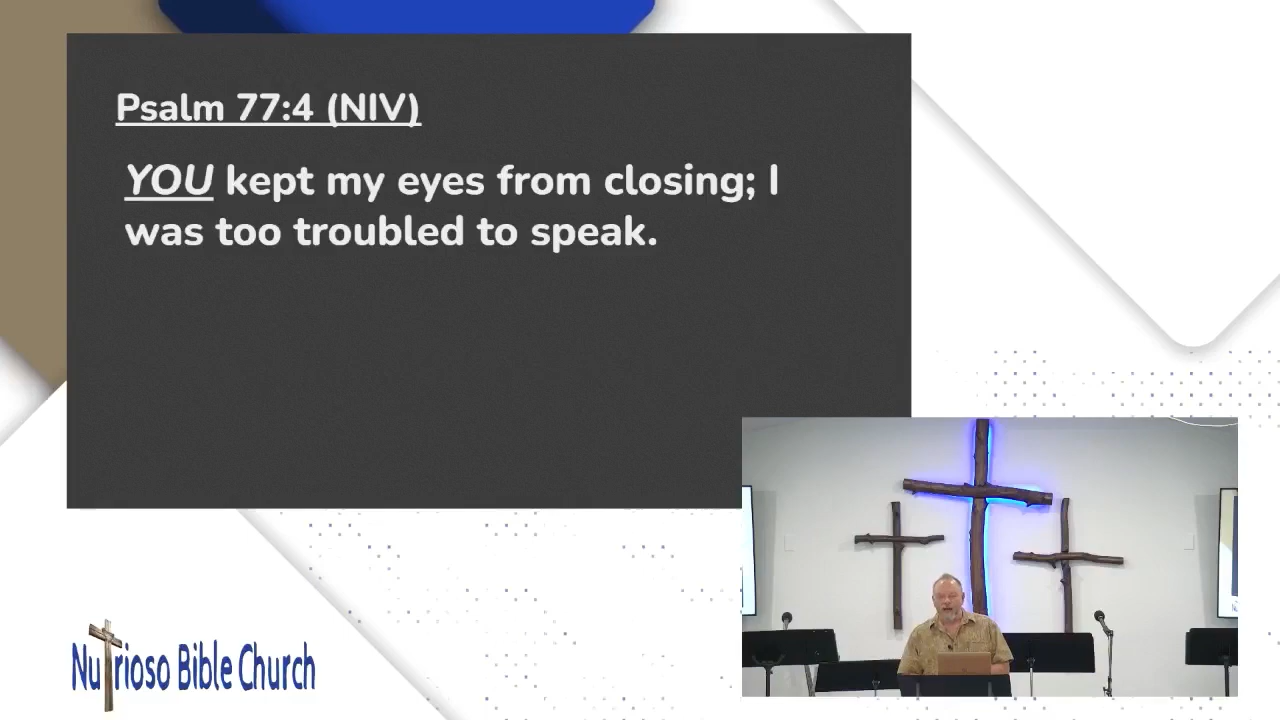 Psalm 77:4 (NIV)
YOU kept my eyes from closing; I
was too troubled to speak.
Nutrioso Bible Church